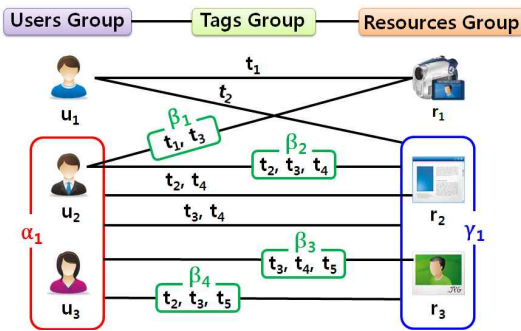 Users Group
Tags Group
Resources Group
t1
t2
u1
r1
β1
t1, t3
β2
t2, t3, t4
t2, t4
u2
r2
α1
t3, t4
γ1
β3
t3, t4, t5
β4
t2, t3, t5
u3
r3
JPG